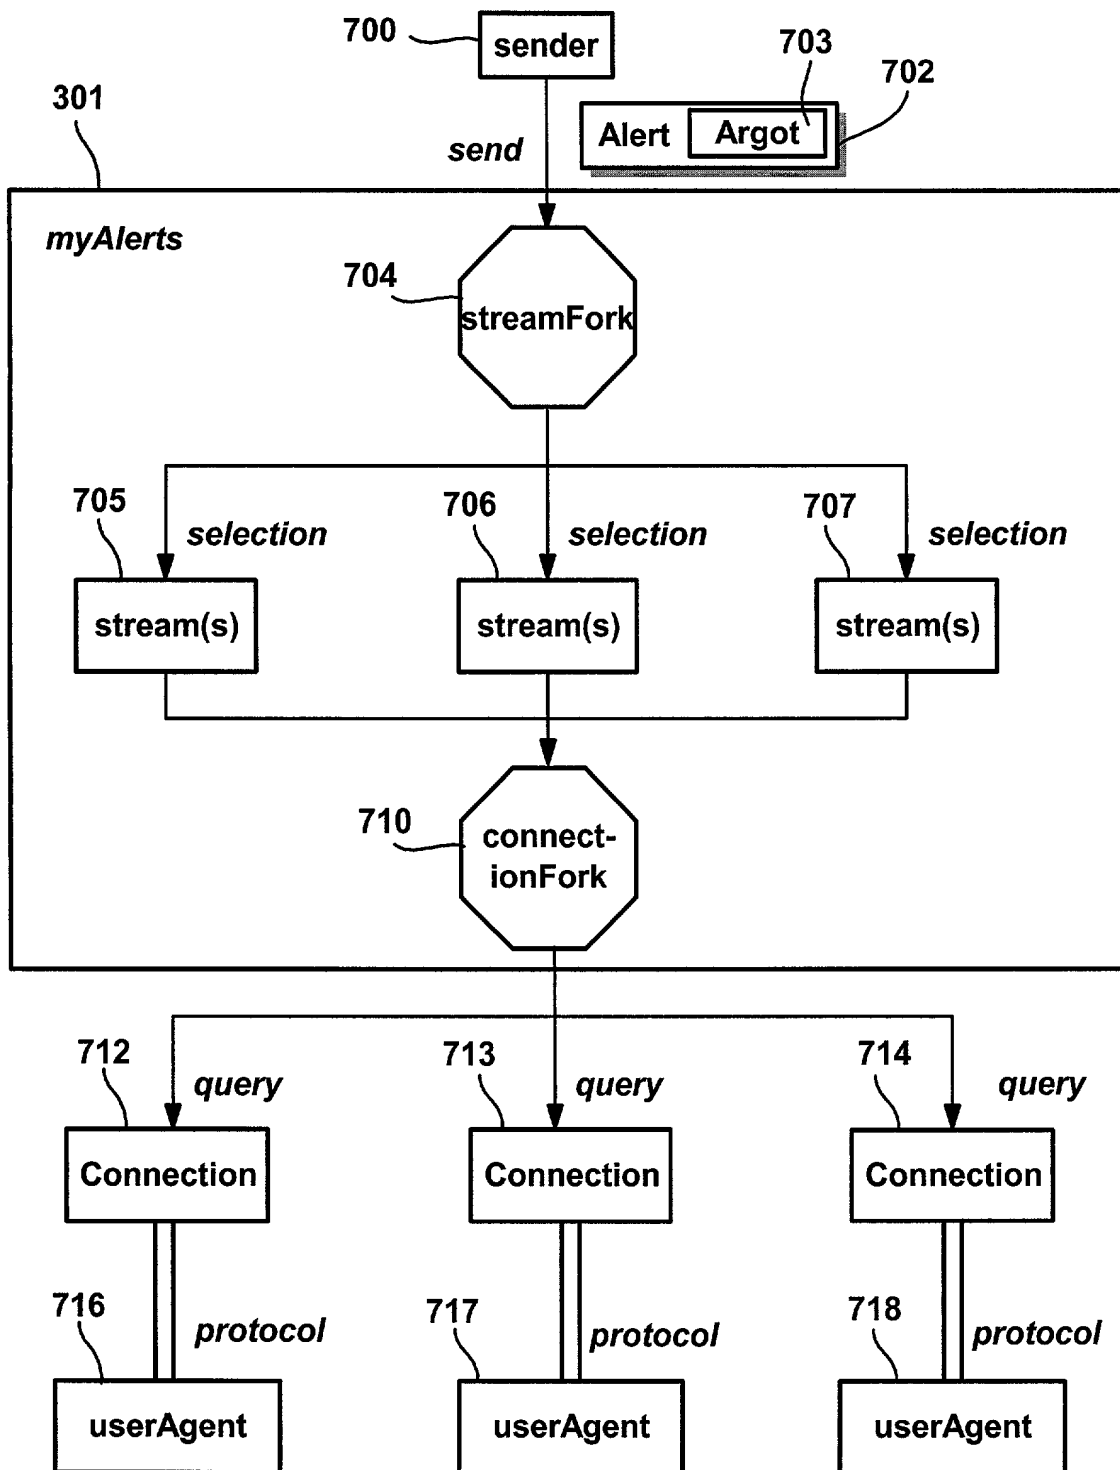 700
sender
703
702
301
Alert
Argot
send
myAlerts
704
streamFork
705
706
707
selection
selection
selection
stream(s)
stream(s)
stream(s)
710
connect-
ionFork
712
713
714
query
query
query
Connection
Connection
Connection
716
717
718
protocol
protocol
protocol
userAgent
userAgent
userAgent